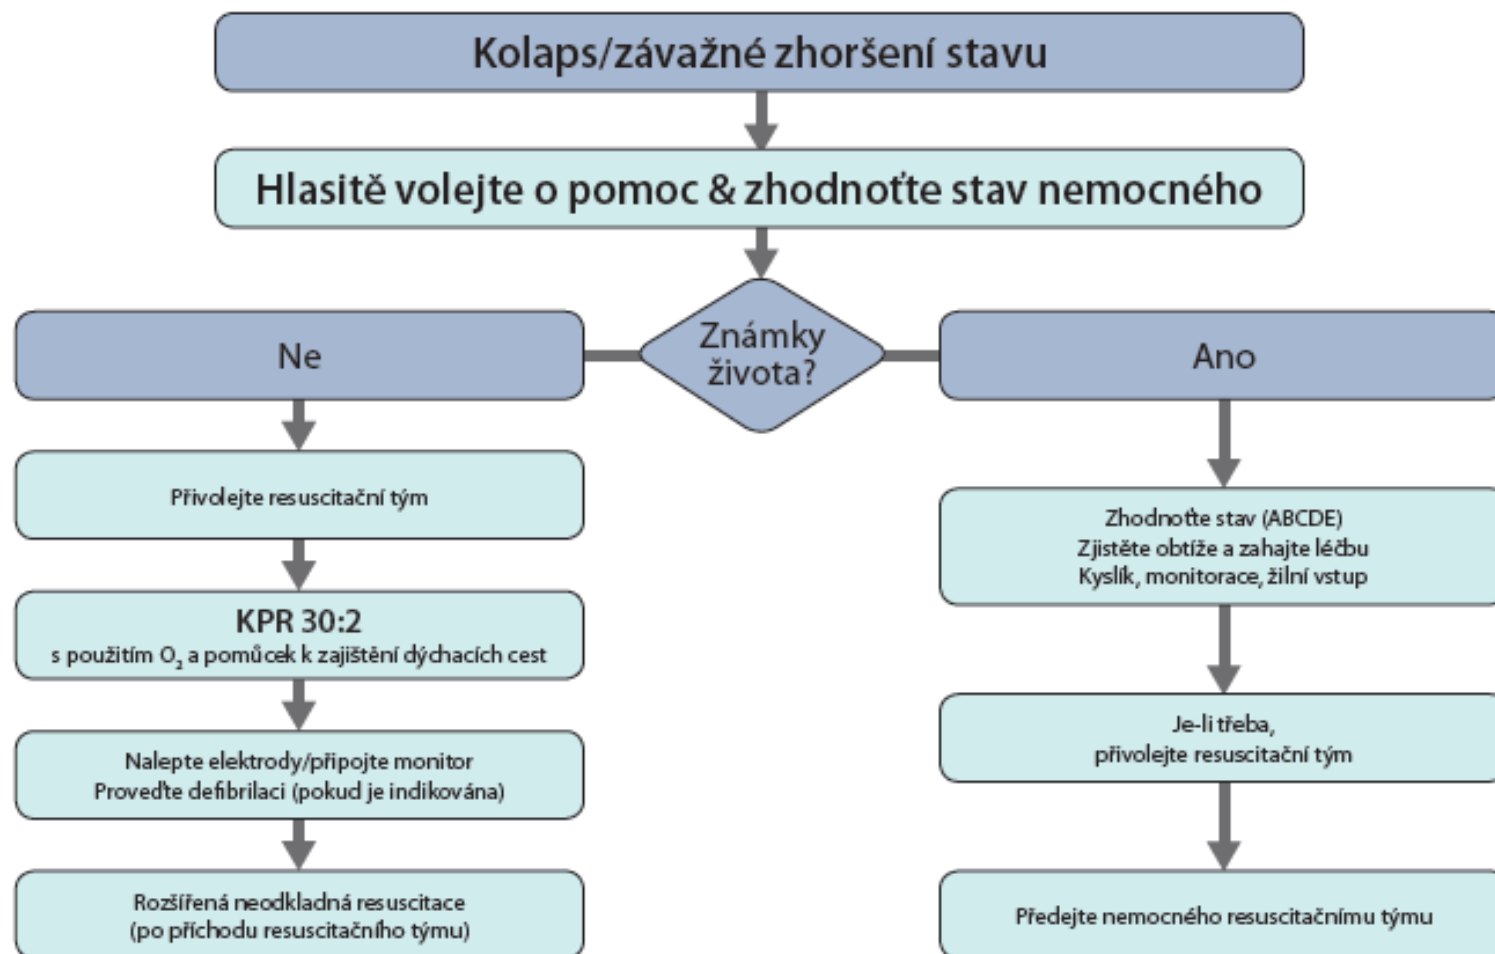 Kolaps/závažné zhoršení stavu
Hlasitě volejte o pomoc & zhodnoťte stav nemocného
Známky
života?
Ne
Přivolejte resuscitační tým
KPR 30:2
s použitím O₂ a pomůcek k zajištění dýchacích cest
Nalepte elektrody/připojte monitor
Proveďte defibrilaci (pokud je indikována)
Rozšířená neodkladná resuscitace
(po příchodu resuscitačního týmu)
Ano
Zhodnoťte stav (ABCDE)
Zjistěte obtíže a zahajte léčbu
Kyslík, monitorace, žilní vstup
Je-li třeba,
přivolejte resuscitační tým
Předejte nemocného resuscitačnímu týmu